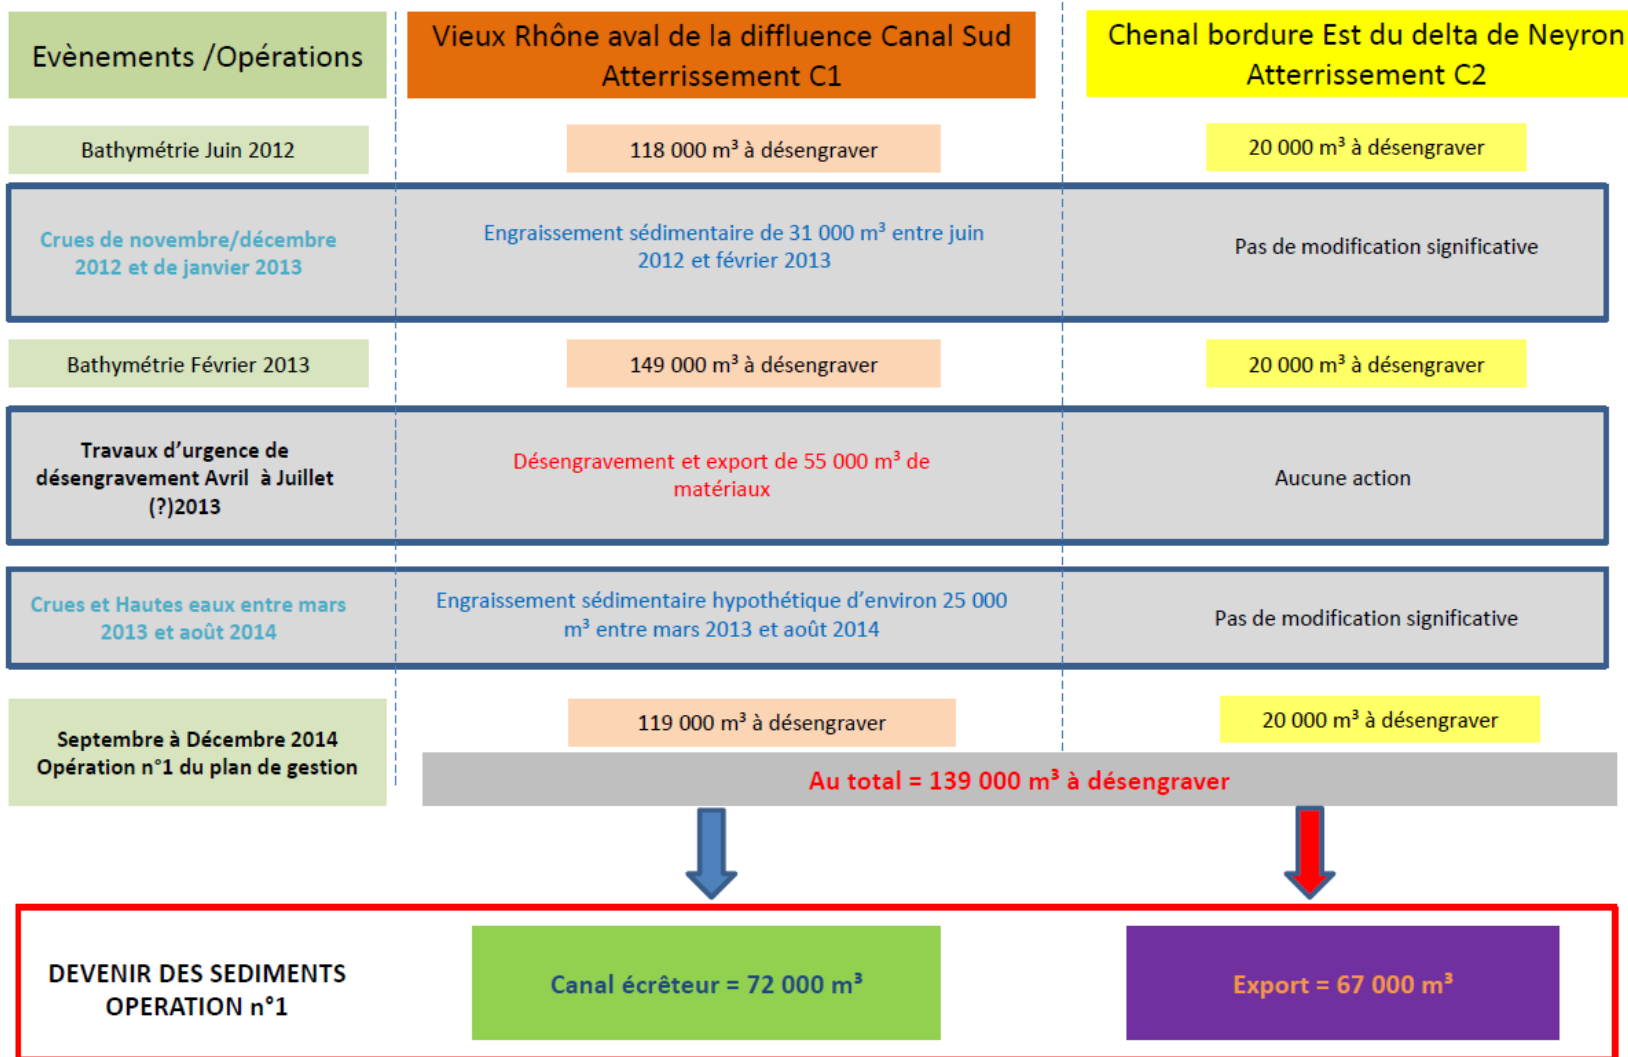 Evènements /Opérations
Vieux Rhône aval de la diffluence Canal Sud
Atterrissement C1
Chenal bordure Est du delta de Neyron
Atterrissement C2
Bathymétrie Juin 2012
118 000 m³ à désengraver
20 000 m³ à désengraver
Crues de novembre/décembre
2012 et de janvier 2013
Engraissement sédimentaire de 31 000 m³ entre juin
2012 et février 2013
Pas de modification significative
Bathymétrie Février 2013
149 000 m³ à désengraver
20 000 m³ à désengraver
Travaux d’urgence de
désengravement Avril à Juillet
(?)2013
Désengravement et export de 55 000 m³ de
matériaux
Aucune action
Crues et Hautes eaux entre mars
2013 et août 2014
Engraissement sédimentaire hypothétique d’environ 25 000
m³ entre mars 2013 et août 2014
Pas de modification significative
Septembre à Décembre 2014
Opération n°1 du plan de gestion
119 000 m³ à désengraver
20 000 m³ à désengraver
Au total = 139 000 m³ à désengraver
DEVENIR DES SEDIMENTS
OPERATION n°1
Canal écrêteur = 72 000 m³
Export = 67 000 m³